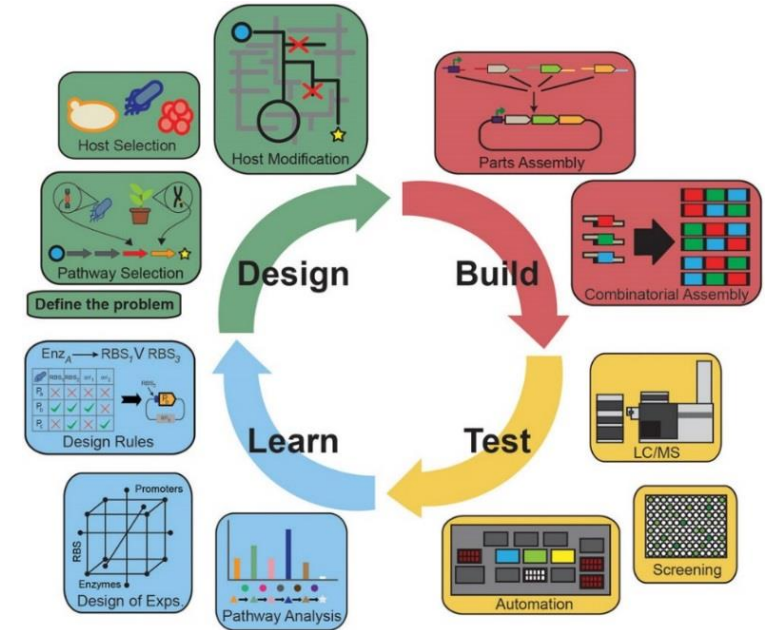 Host Selection
Host Modification
Parts Assembly
Pathway Selection
Combinatorial Assembly
Define the problem
Design
Build
EnzA → RBS1 V RBS3
RBS3
Design Rules
LC/MS
Learn
Test
Promoters
RBS
Enzymes
Design of Exps.
Pathway Analysis
Automation
Screening